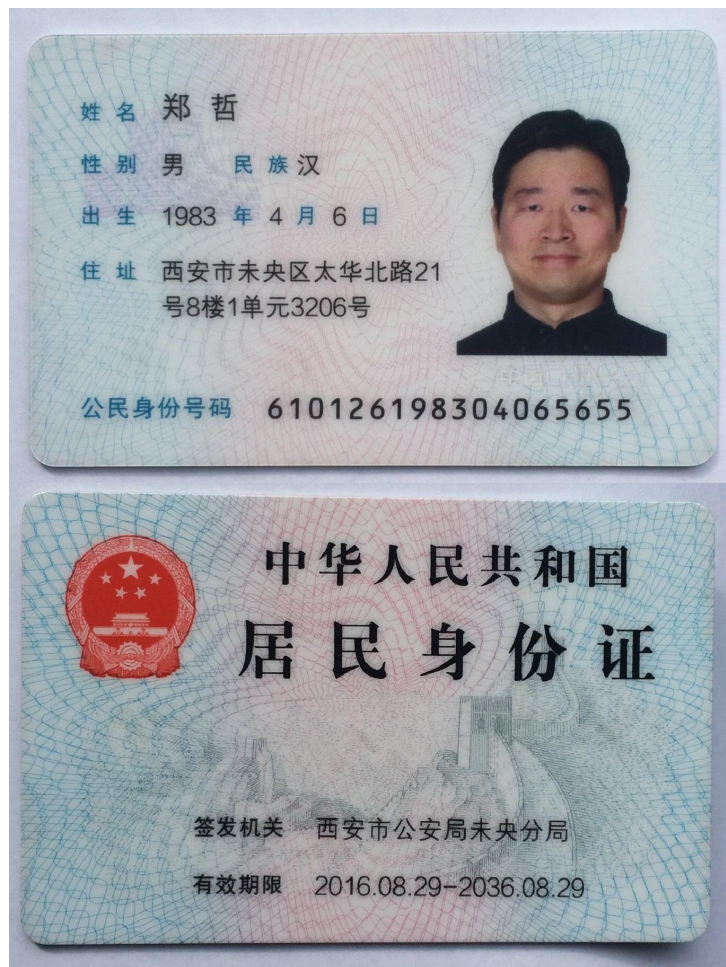 姓名 郑哲
性别 男 民族 汉
出生 1983 年 4 月 6 日
住址 西安市未央区太华北路21
号8楼1单元3206号
公民身份号码 610126198304065655
中华人民共和国
居民身份证
签发机关 西安市公安局未央分局
有效期限 2016.08.29-2036.08.29